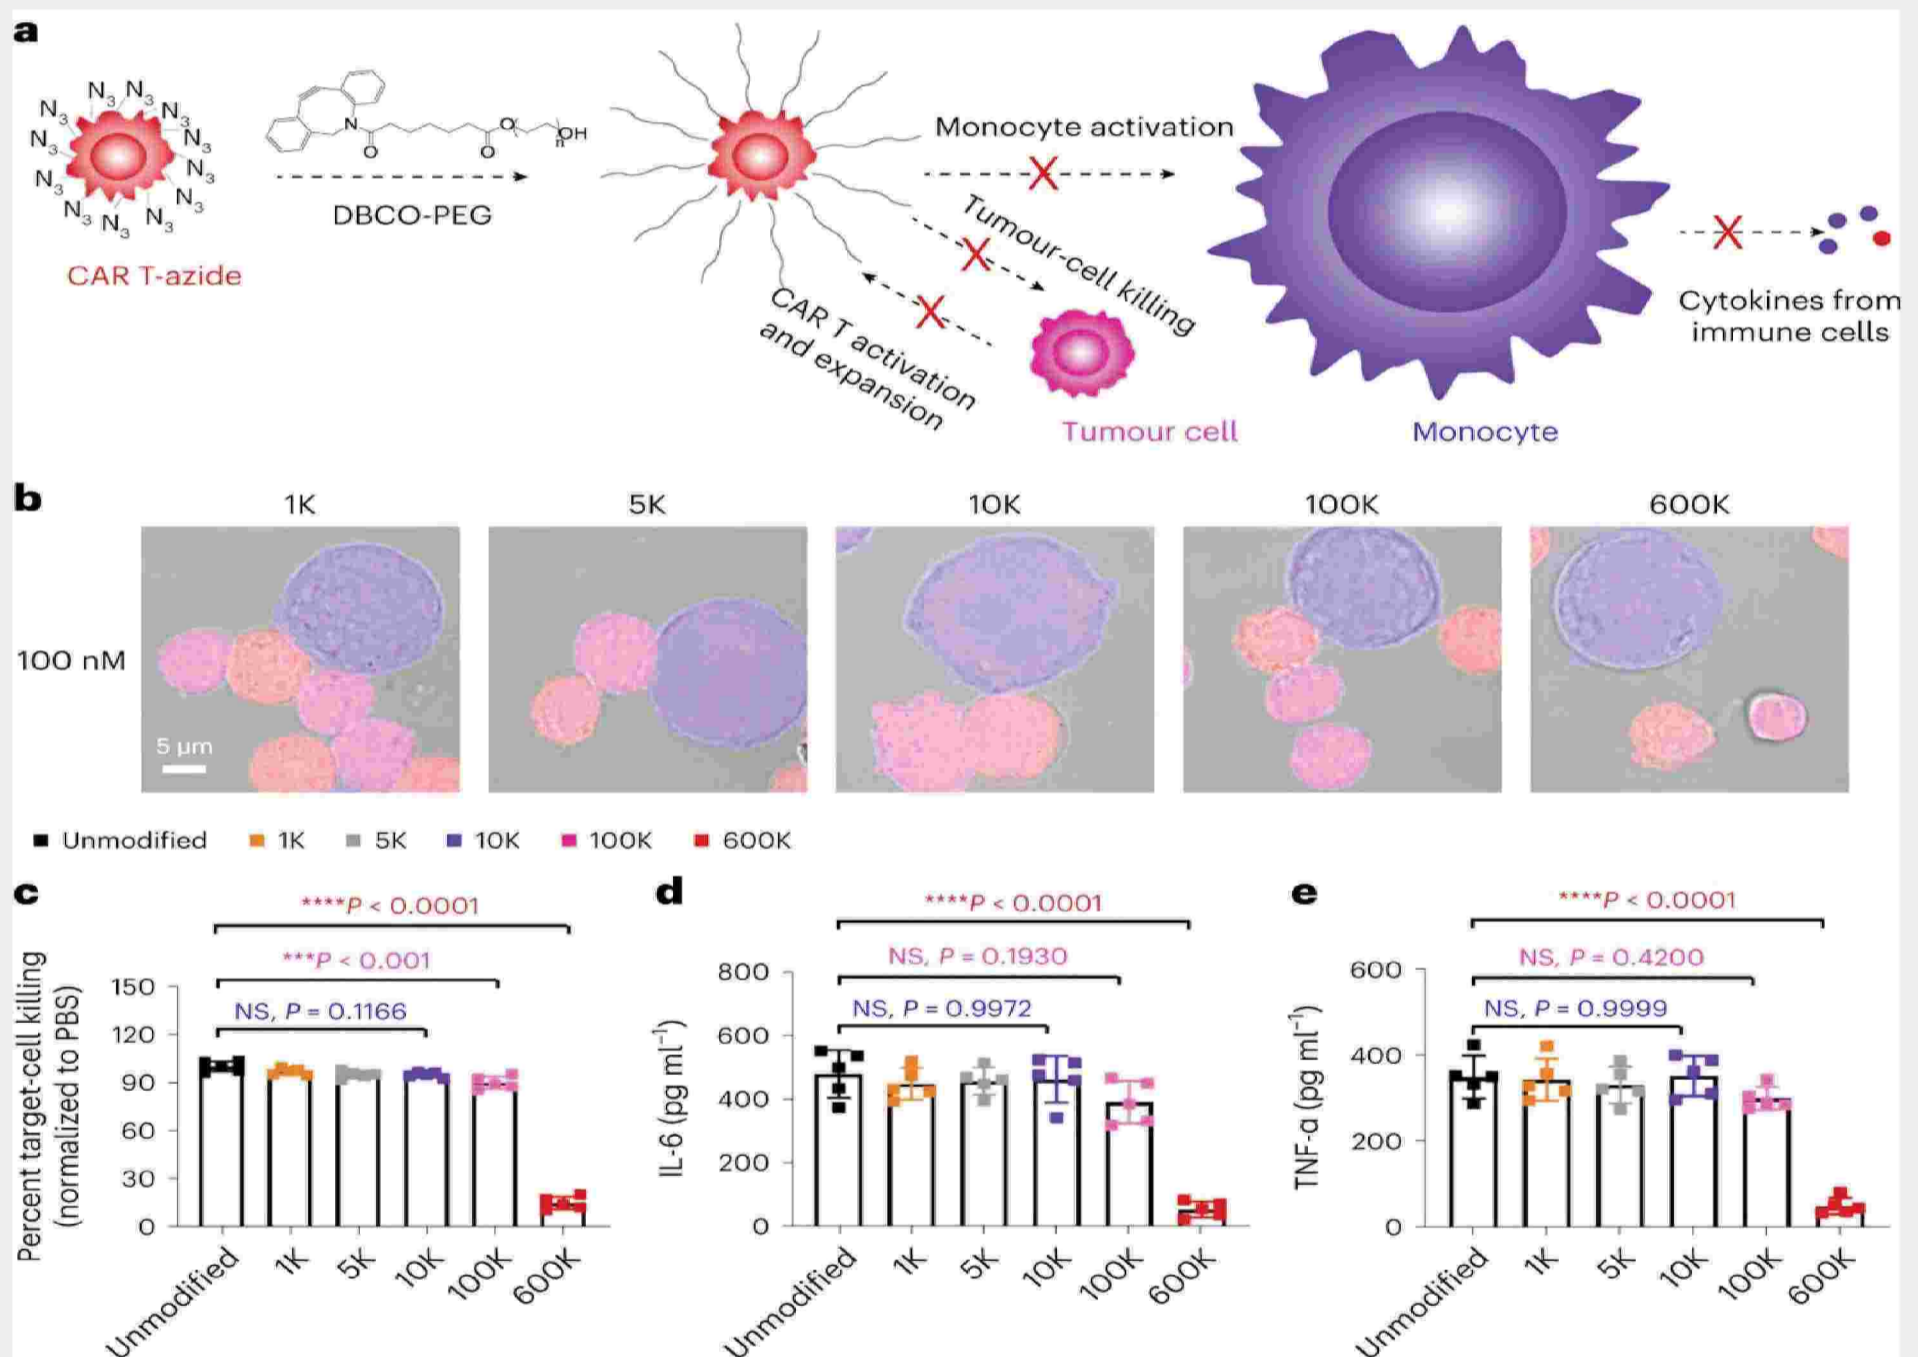 a
N3 N3 N3 N3 N3 N3 N3 N3 N3 N3 N3 N3
N
O
O
O
OH
n
DBCO-PEG
CAR T-azide
Monocyte activation
Tumour-cell killing
CAR T activation
and expansion
Tumour cell
Monocyte
Cytokines from
immune cells
b
1K 5K 10K 100K 600K
100 nM
5 µm
Unmodified 1K 5K 10K 100K 600K
c
****P < 0.0001
***P < 0.001
NS, P = 0.1166
Percent target-cell killing
(normalized to PBS)
150
120
90
60
30
0
Unmodified 1K 5K 10K 100K 600K
d
****P < 0.0001
NS, P = 0.1930
NS, P = 0.9972
IL-6 (pg ml⁻¹)
800
600
400
200
0
Unmodified 1K 5K 10K 100K 600K
e
****P < 0.0001
NS, P = 0.4200
NS, P = 0.9999
TNF-α (pg ml⁻¹)
600
400
200
0
Unmodified 1K 5K 10K 100K 600K